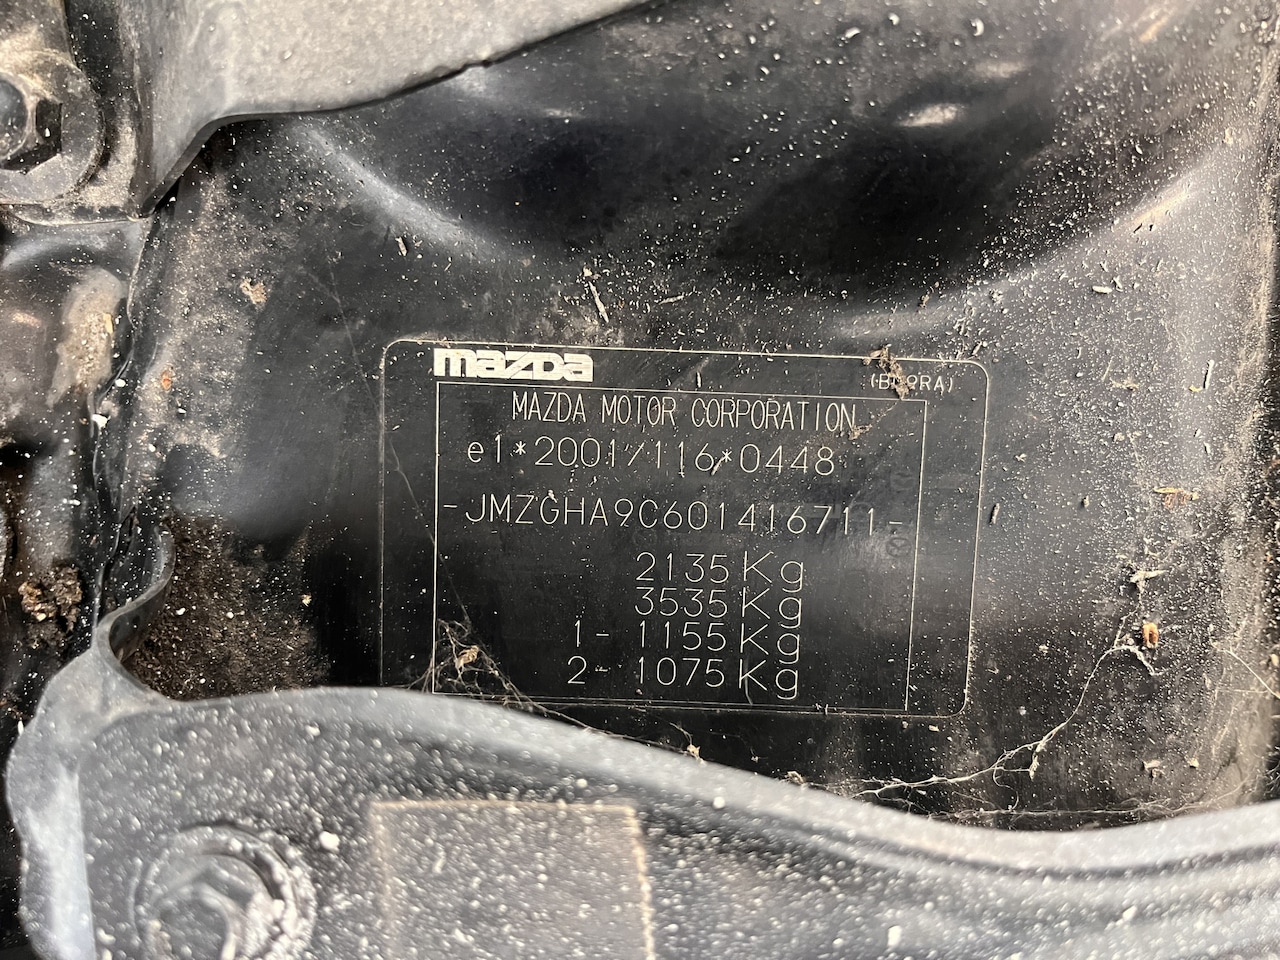 mazda
MAZDA MOTOR CORPORATION
e1*2001/116*0448
-JMZGHA9C601416711-
2135Kg
3535Kg
1- 1155Kg
2- 1075Kg